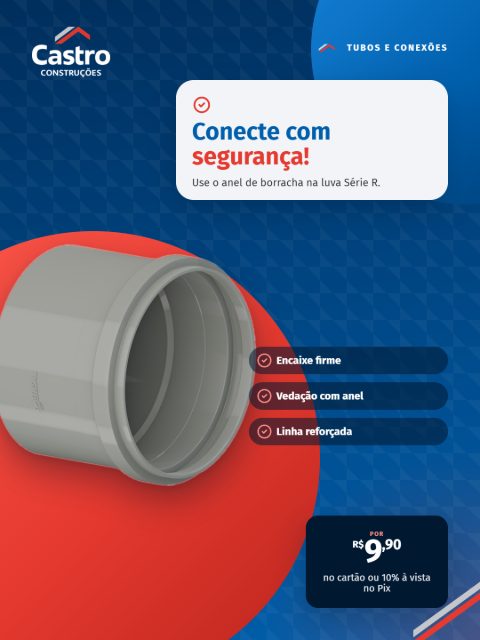 Castro
CONSTRUÇÕES
TUBOS E CONEXÕES
Conecte com
segurança!
Use o anel de borracha na luva Série R.
Encaixe firme
Vedação com anel
Linha reforçada
POR
R$9,90
no cartão ou 10% à vista
no Pix